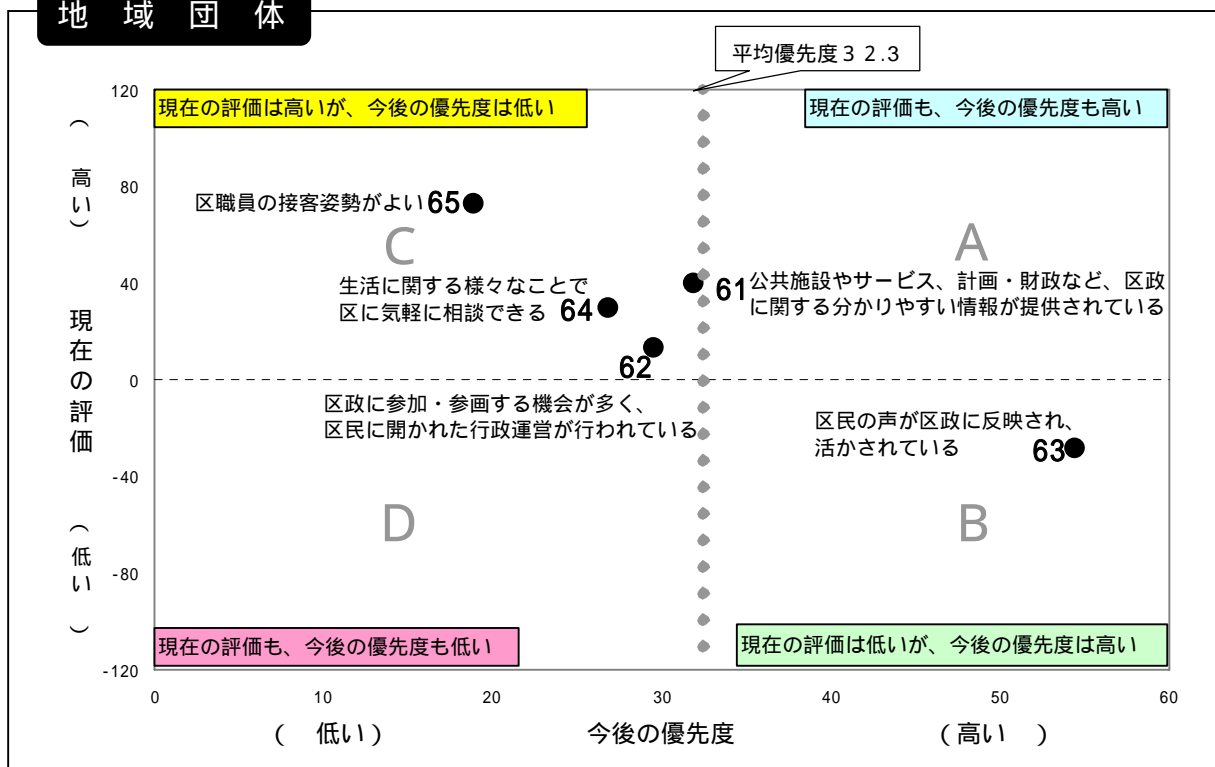 地域団体
平均優先度３２.３
120
現在の評価は高いが、今後の優先度は低い
現在の評価も、今後の優先度も高い
（高い）
80
区職員の接客姿勢がよい 65
C
A
40
生活に関する様々なことで
区に気軽に相談できる 64
61 公共施設やサービス、計画・財政など、区政
に関する分かりやすい情報が提供されている
62
現在の評価
0
区政に参加・参画する機会が多く、
区民に開かれた行政運営が行われている
区民の声が区政に反映され、
活かされている 63
-40
D
B
（低い）
-80
現在の評価も、今後の優先度も低い
現在の評価は低いが、今後の優先度は高い
-120
0 10 20 30 40 50 60
（低い） 今後の優先度 （高い）